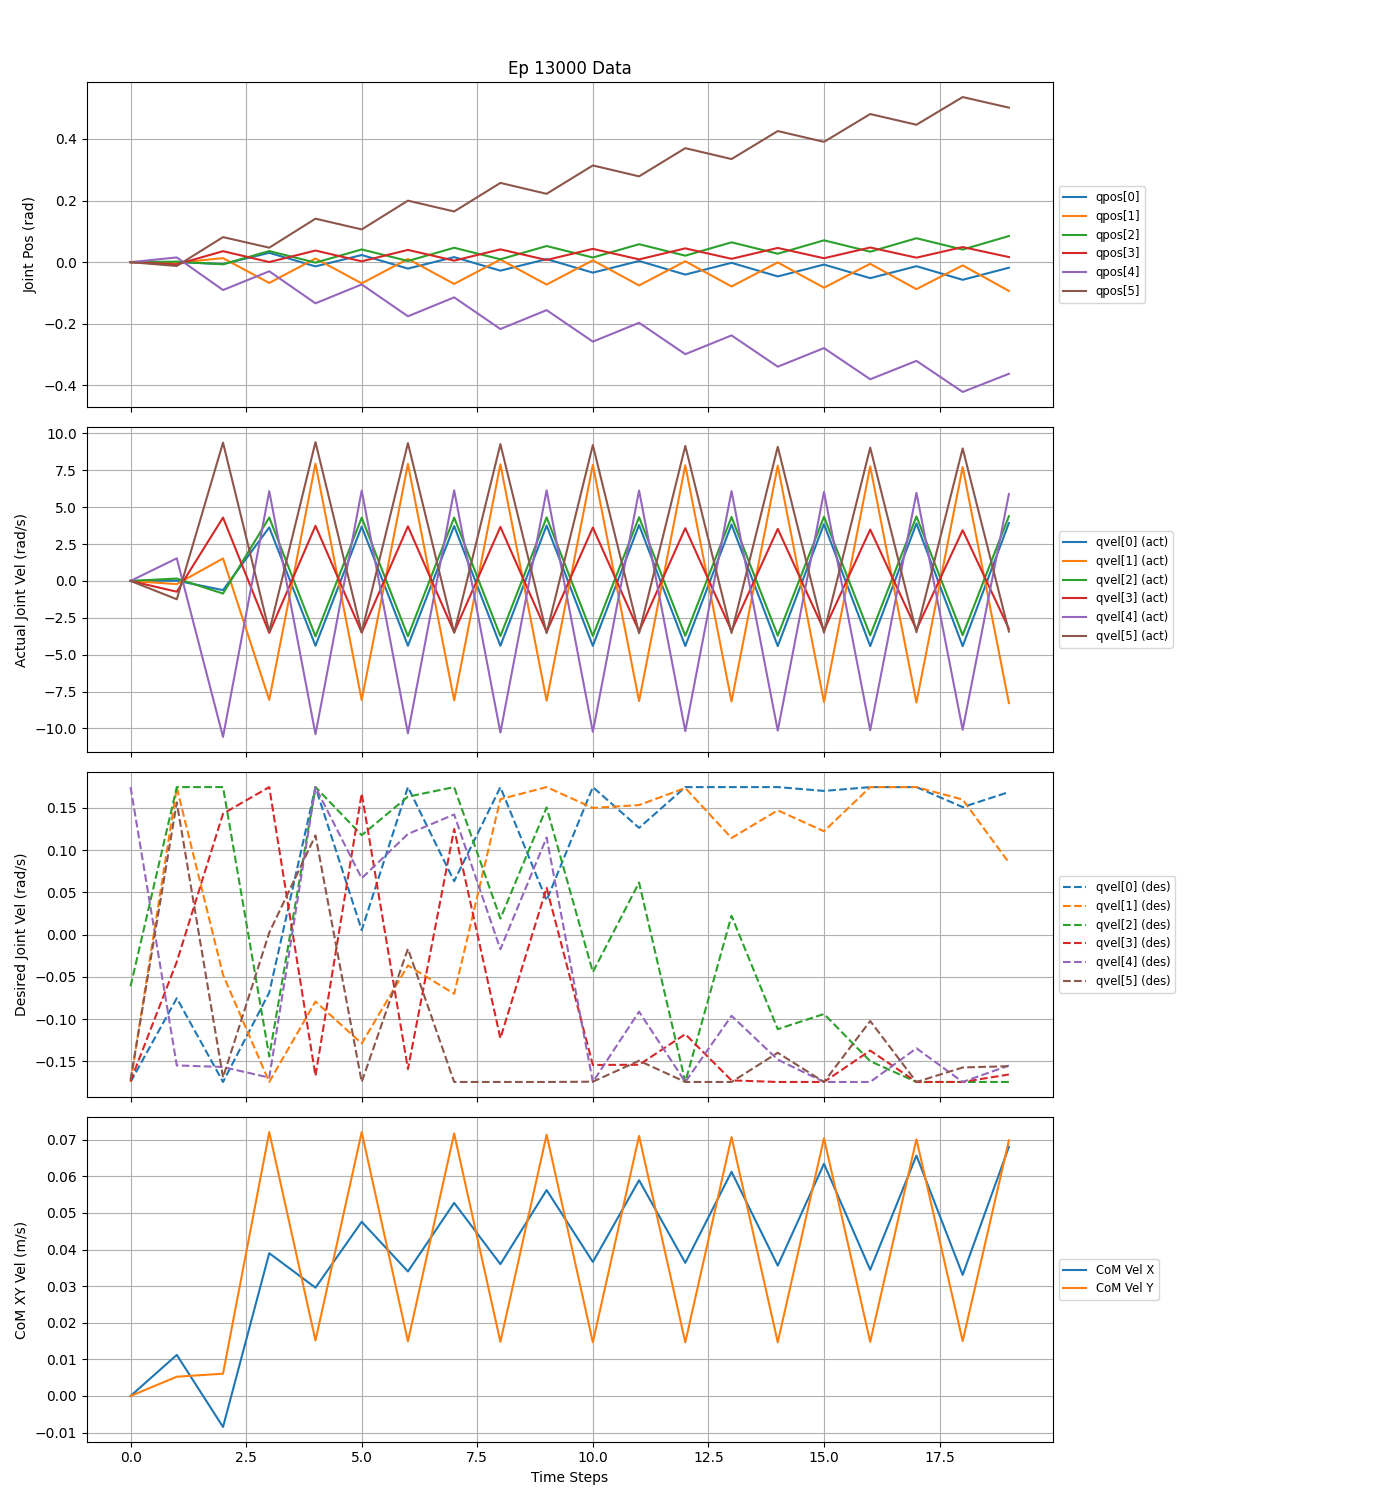 Ep 13000 Data
Joint Pos (rad)
0.4
0.2
0.0
−0.2
−0.4
qpos[0]
qpos[1]
qpos[2]
qpos[3]
qpos[4]
qpos[5]
Actual Joint Vel (rad/s)
10.0
7.5
5.0
2.5
0.0
−2.5
−5.0
−7.5
−10.0
qvel[0] (act)
qvel[1] (act)
qvel[2] (act)
qvel[3] (act)
qvel[4] (act)
qvel[5] (act)
Desired Joint Vel (rad/s)
0.15
0.10
0.05
0.00
−0.05
−0.10
−0.15
qvel[0] (des)
qvel[1] (des)
qvel[2] (des)
qvel[3] (des)
qvel[4] (des)
qvel[5] (des)
CoM XY Vel (m/s)
0.07
0.06
0.05
0.04
0.03
0.02
0.01
0.00
−0.01
CoM Vel X
CoM Vel Y
0.0 2.5 5.0 7.5 10.0 12.5 15.0 17.5
Time Steps